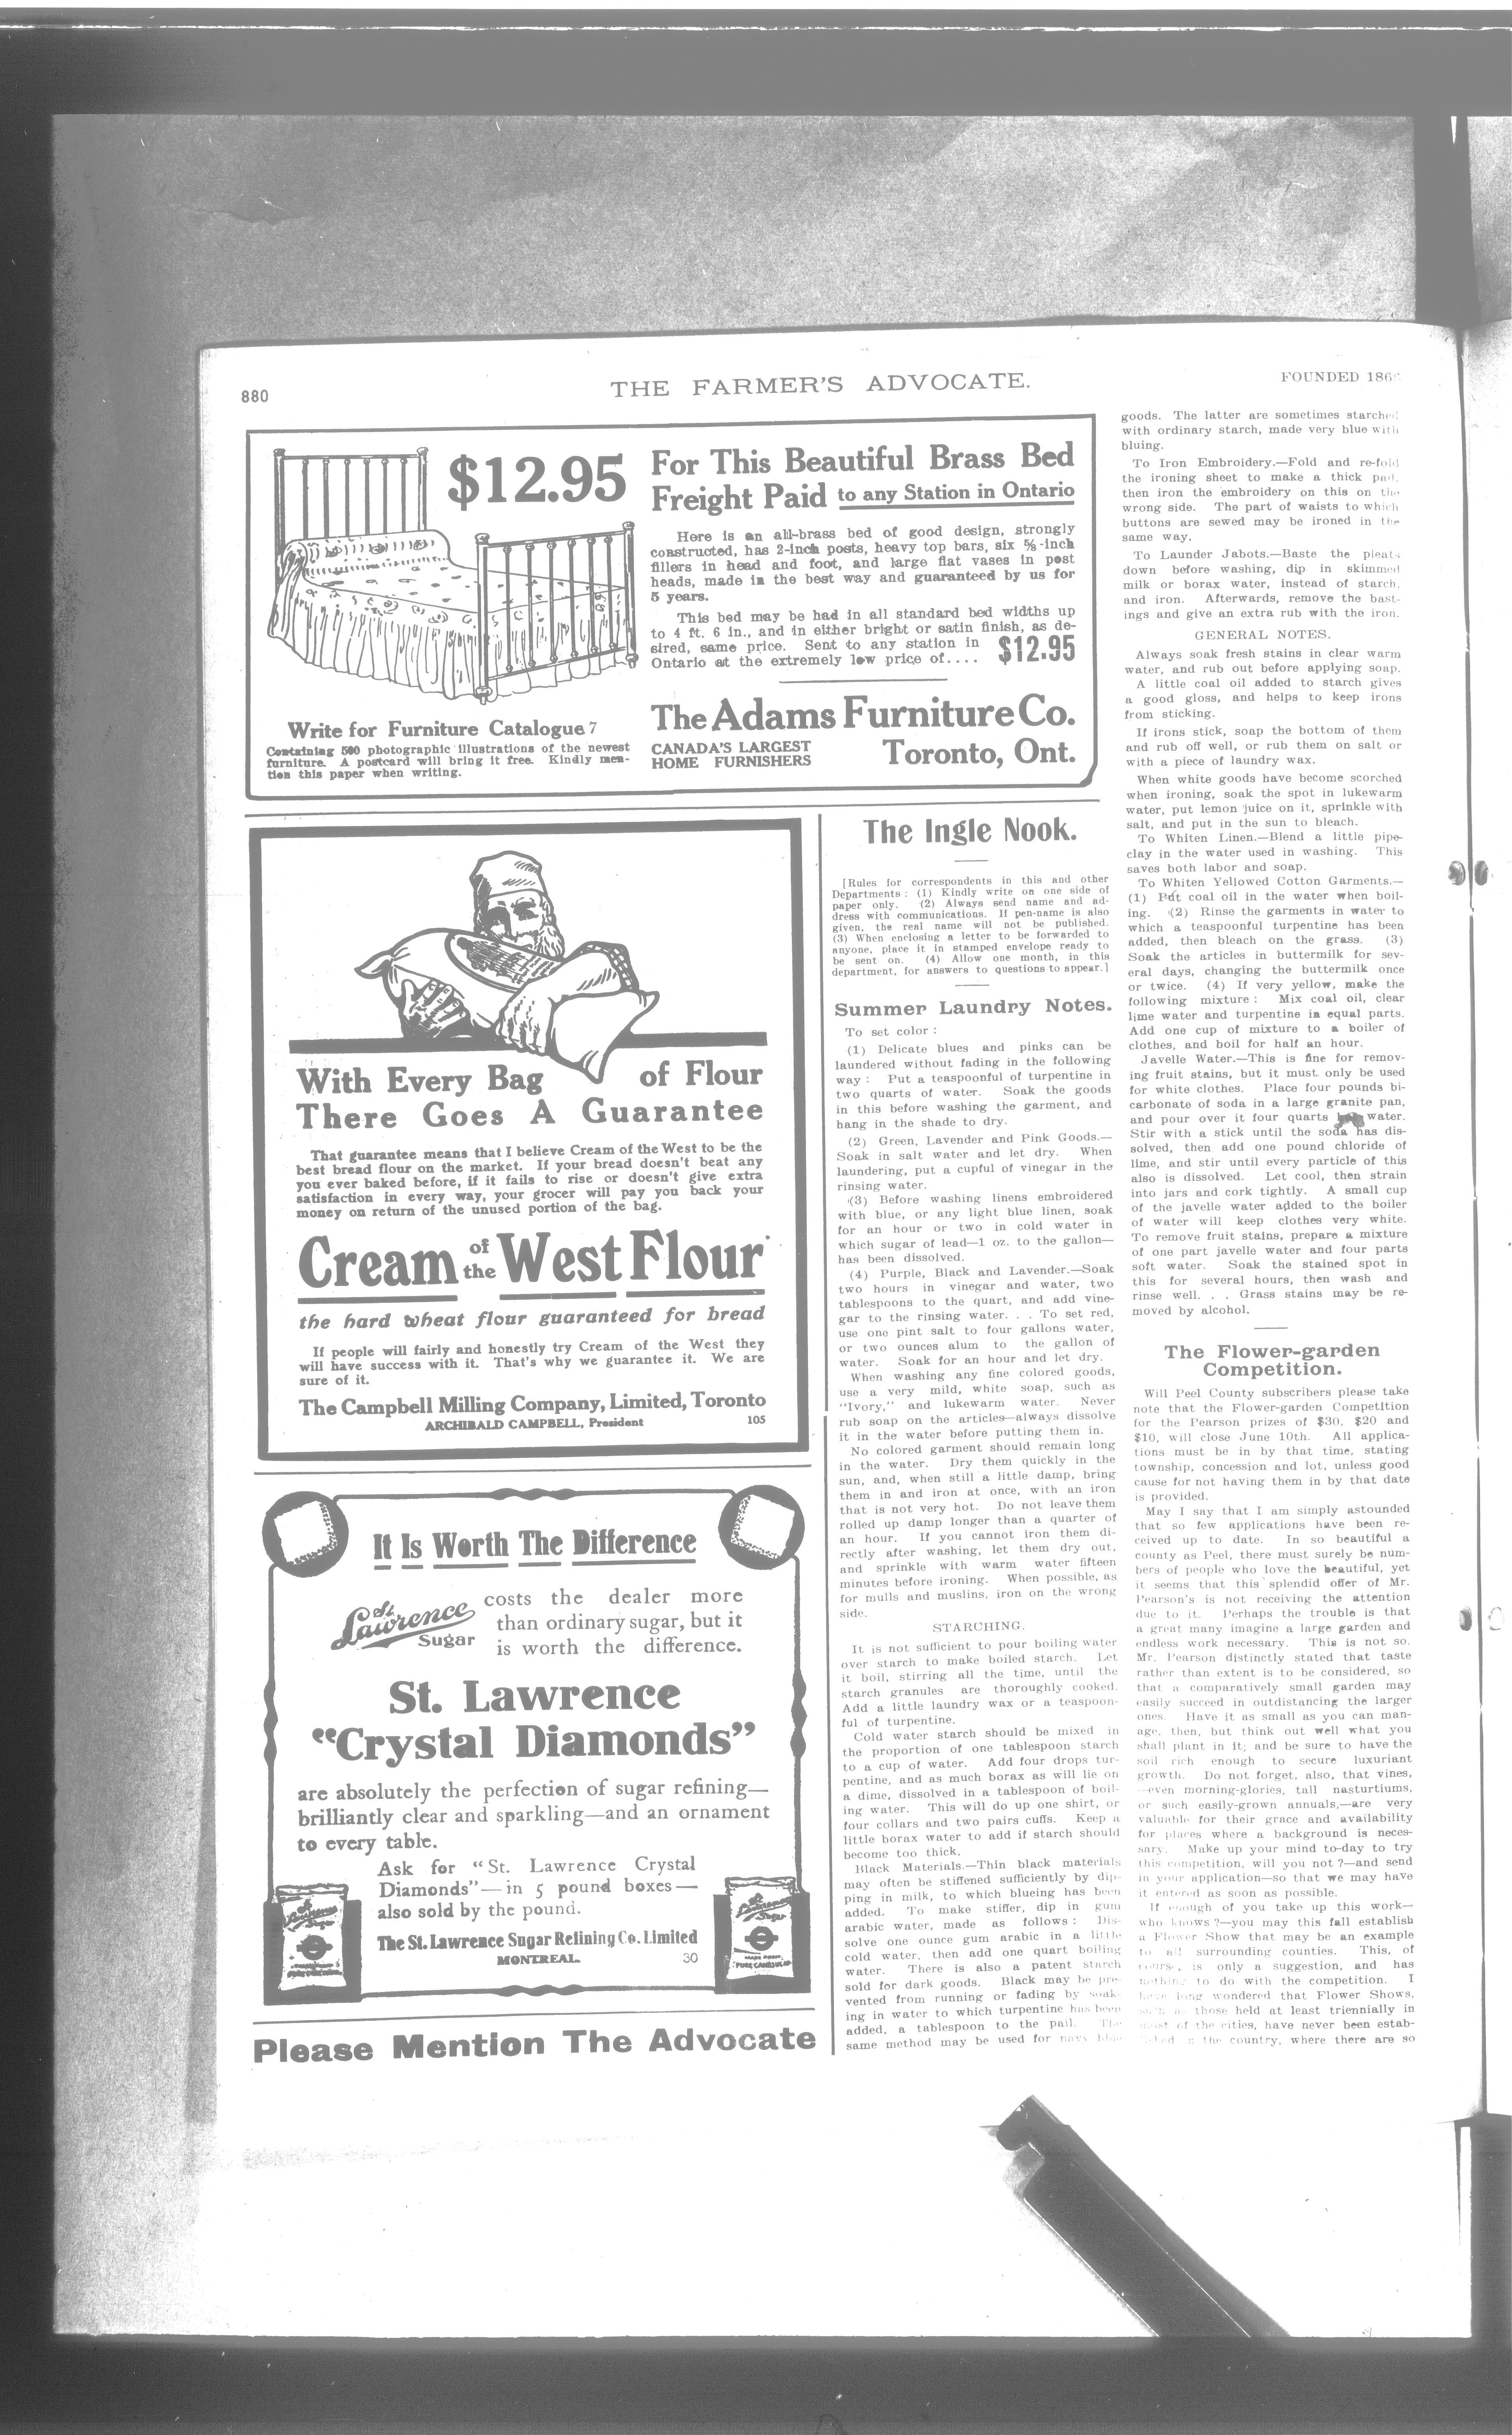 880
THE FARMER'S ADVOCATE.
FOUNDED 186
$12.95
For This Beautiful Brass Bed
Freight Paid to any Station in Ontario
Here is an all-brass bed of good design, strongly
constructed, has 2-inch posts, heavy top bars, six ⅝-inch
fillers in head and foot, and large flat vases in post
heads, made in the best way and guaranteed by us for
5 years.
This bed may be had in all standard bed widths up
to 4 ft. 6 in., and in either bright or satin finish, as de-
sired, same price. Sent to any station in
Ontario at the extremely low price of.... $12.95
Write for Furniture Catalogue 7
Containing 500 photographic illustrations of the newest
furniture. A postcard will bring it free. Kindly men-
tion this paper when writing.
The Adams Furniture Co.
CANADA'S LARGEST
HOME FURNISHERS
Toronto, Ont.
With Every Bag of Flour
There Goes A Guarantee
That guarantee means that I believe Cream of the West to be the
best bread flour on the market. If your bread doesn't beat any
you ever baked before, if it fails to rise or doesn't give extra
satisfaction in every way, your grocer will pay you back your
money on return of the unused portion of the bag.
Cream of the West Flour
the hard wheat flour guaranteed for bread
If people will fairly and honestly try Cream of the West they
will have success with it. That's why we guarantee it. We are
sure of it.
The Campbell Milling Company, Limited, Toronto
ARCHIBALD CAMPBELL, President 105
It Is Worth The Difference
St. Lawrence Sugar
costs the dealer more
than ordinary sugar, but it
is worth the difference.
St. Lawrence
"Crystal Diamonds"
are absolutely the perfection of sugar refining—
brilliantly clear and sparkling—and an ornament
to every table.
Ask for "St. Lawrence Crystal
Diamonds"—in 5 pound boxes—
also sold by the pound.
The St. Lawrence Sugar Refining Co. Limited
MONTREAL. 30
Please Mention The Advocate
The Ingle Nook.
[Rules for correspondents in this and other
Departments : (1) Kindly write on one side of
paper only. (2) Always send name and ad-
dress with communications. If pen-name is also
given, the real name will not be published.
(3) When enclosing a letter to be forwarded to
anyone, place it in stamped envelope ready to
be sent on. (4) Allow one month, in this
department, for answers to questions to appear.]
Summer Laundry Notes.
To set color :
(1) Delicate blues and pinks can be
laundered without fading in the following
way : Put a teaspoonful of turpentine in
two quarts of water. Soak the goods
in this before washing the garment, and
hang in the shade to dry.
(2) Green, Lavender and Pink Goods.—
Soak in salt water and let dry. When
laundering, put a cupful of vinegar in the
rinsing water.
(3) Before washing linens embroidered
with blue, or any light blue linen, soak
for an hour or two in cold water in
which sugar of lead—1 oz. to the gallon—
has been dissolved.
(4) Purple, Black and Lavender.—Soak
two hours in vinegar and water, two
tablespoons to the quart, and add vine-
gar to the rinsing water. . . To set red,
use one pint salt to four gallons water,
or two ounces alum to the gallon of
water. Soak for an hour and let dry.
When washing any fine colored goods,
use a very mild, white soap, such as
"Ivory," and lukewarm water. Never
rub soap on the articles—always dissolve
it in the water before putting them in.
No colored garment should remain long
in the water. Dry them quickly in the
sun, and, when still a little damp, bring
them in and iron at once, with an iron
that is not very hot. Do not leave them
rolled up damp longer than a quarter of
an hour. If you cannot iron them di-
rectly after washing, let them dry out,
and sprinkle with warm water fifteen
minutes before ironing. When possible, as
for mulls and muslins, iron on the wrong
side.
STARCHING.
It is not sufficient to pour boiling water
over starch to make boiled starch. Let
it boil, stirring all the time, until the
starch granules are thoroughly cooked.
Add a little laundry wax or a teaspoon-
ful of turpentine.
Cold water starch should be mixed in
the proportion of one tablespoon starch
to a cup of water. Add four drops tur-
pentine, and as much borax as will lie on
a dime, dissolved in a tablespoon of boil-
ing water. This will do up one shirt, or
four collars and two pairs cuffs. Keep a
little borax water to add if starch should
become too thick.
Black Materials.—Thin black materials
may often be stiffened sufficiently by dip-
ping in milk, to which blueing has been
added. To make stiffer, dip in gum
arabic water, made as follows : Dis-
solve one ounce gum arabic in a little
cold water, then add one quart boiling
water. There is also a patent starch
sold for dark goods. Black may be pre-
vented from running or fading by soak-
ing in water to which turpentine has been
added, a tablespoon to the pail. The
same method may be used for navy blue
goods. The latter are sometimes starched
with ordinary starch, made very blue with
bluing.
To Iron Embroidery.—Fold and re-fold
the ironing sheet to make a thick pad,
then iron the embroidery on this on the
wrong side. The part of waists to which
buttons are sewed may be ironed in the
same way.
To Launder Jabots.—Baste the pleats
down before washing, dip in skimmed
milk or borax water, instead of starch,
and iron. Afterwards, remove the bast-
ings and give an extra rub with the iron.
GENERAL NOTES.
Always soak fresh stains in clear warm
water, and rub out before applying soap.
A little coal oil added to starch gives
a good gloss, and helps to keep irons
from sticking.
If irons stick, soap the bottom of them
and rub off well, or rub them on salt or
with a piece of laundry wax.
When white goods have become scorched
when ironing, soak the spot in lukewarm
water, put lemon juice on it, sprinkle with
salt, and put in the sun to bleach.
To Whiten Linen.—Blend a little pipe-
clay in the water used in washing. This
saves both labor and soap.
To Whiten Yellowed Cotton Garments.—
(1) Put coal oil in the water when boil-
ing. (2) Rinse the garments in water to
which a teaspoonful turpentine has been
added, then bleach on the grass. (3)
Soak the articles in buttermilk for sev-
eral days, changing the buttermilk once
or twice. (4) If very yellow, make the
following mixture : Mix coal oil, clear
lime water and turpentine in equal parts.
Add one cup of mixture to a boiler of
clothes, and boil for half an hour.
Javelle Water.—This is fine for remov-
ing fruit stains, but it must only be used
for white clothes. Place four pounds bi-
carbonate of soda in a large granite pan,
and pour over it four quarts water.
Stir with a stick until the soda has dis-
solved, then add one pound chloride of
lime, and stir until every particle of this
also is dissolved. Let cool, then strain
into jars and cork tightly. A small cup
of the javelle water added to the boiler
of water will keep clothes very white.
To remove fruit stains, prepare a mixture
of one part javelle water and four parts
soft water. Soak the stained spot in
this for several hours, then wash and
rinse well. . . Grass stains may be re-
moved by alcohol.
The Flower-garden
Competition.
Will Peel County subscribers please take
note that the Flower-garden Competition
for the Pearson prizes of $30, $20 and
$10, will close June 10th. All applica-
tions must be in by that time, stating
township, concession and lot, unless good
cause for not having them in by that date
is provided.
May I say that I am simply astounded
that so few applications have been re-
ceived up to date. In so beautiful a
county as Peel, there must surely be num-
bers of people who love the beautiful, yet
it seems that this splendid offer of Mr.
Pearson's is not receiving the attention
due to it. Perhaps the trouble is that
a great many imagine a large garden and
endless work necessary. This is not so.
Mr. Pearson distinctly stated that taste
rather than extent is to be considered, so
that a comparatively small garden may
easily succeed in outdistancing the larger
ones. Have it as small as you can man-
age, then, but think out well what you
shall plant in it; and be sure to have the
soil rich enough to secure luxuriant
growth. Do not forget, also, that vines,
—even morning-glories, tall nasturtiums,
or such easily-grown annuals,—are very
valuable for their grace and availability
for places where a background is neces-
sary. Make up your mind to-day to try
this competition, will you not ?—and send
in your application—so that we may have
it entered as soon as possible.
If enough of you take up this work—
who knows ?—you may this fall establish
a Flower Show that may be an example
to all surrounding counties. This, of
course, is only a suggestion, and has
nothing to do with the competition. I
have long wondered that Flower Shows,
such as those held at least triennially in
most of the cities, have never been estab-
lished in the country, where there are so